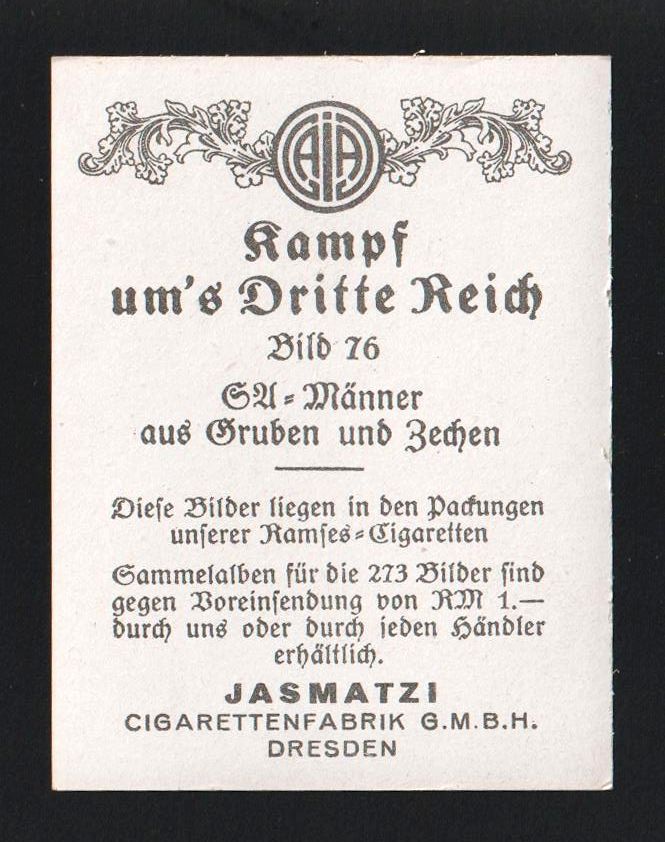 Kampf
um's Dritte Reich
Bild 76
SA-Männer
aus Gruben und Zechen
Diese Bilder liegen in den Packungen
unserer Ramses-Cigaretten
Sammelalben für die 273 Bilder sind
gegen Voreinsendung von RM 1.—
durch uns oder durch jeden Händler
erhältlich.
JASMATZI
CIGARETTENFABRIK G.M.B.H.
DRESDEN